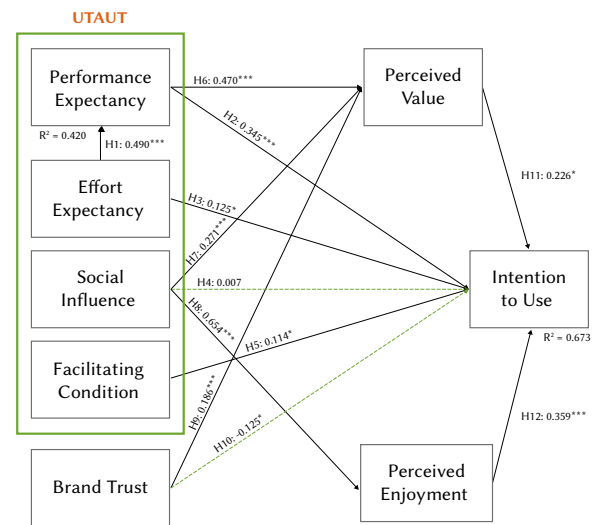 UTAUT
Performance
Expectancy
Perceived
Value
H6: 0.470***
H2: 0.345***
R² = 0.420
H1: 0.490***
Effort
Expectancy
H11: 0.226*
H3: 0.125*
H7: 0.271***
Social
Influence
H4: 0.007
Intention
to Use
H8: 0.654***
R² = 0.673
H5: 0.114*
Facilitating
Condition
H9: 0.186***
H10: -0.125*
H12: 0.359***
Brand Trust
Perceived
Enjoyment